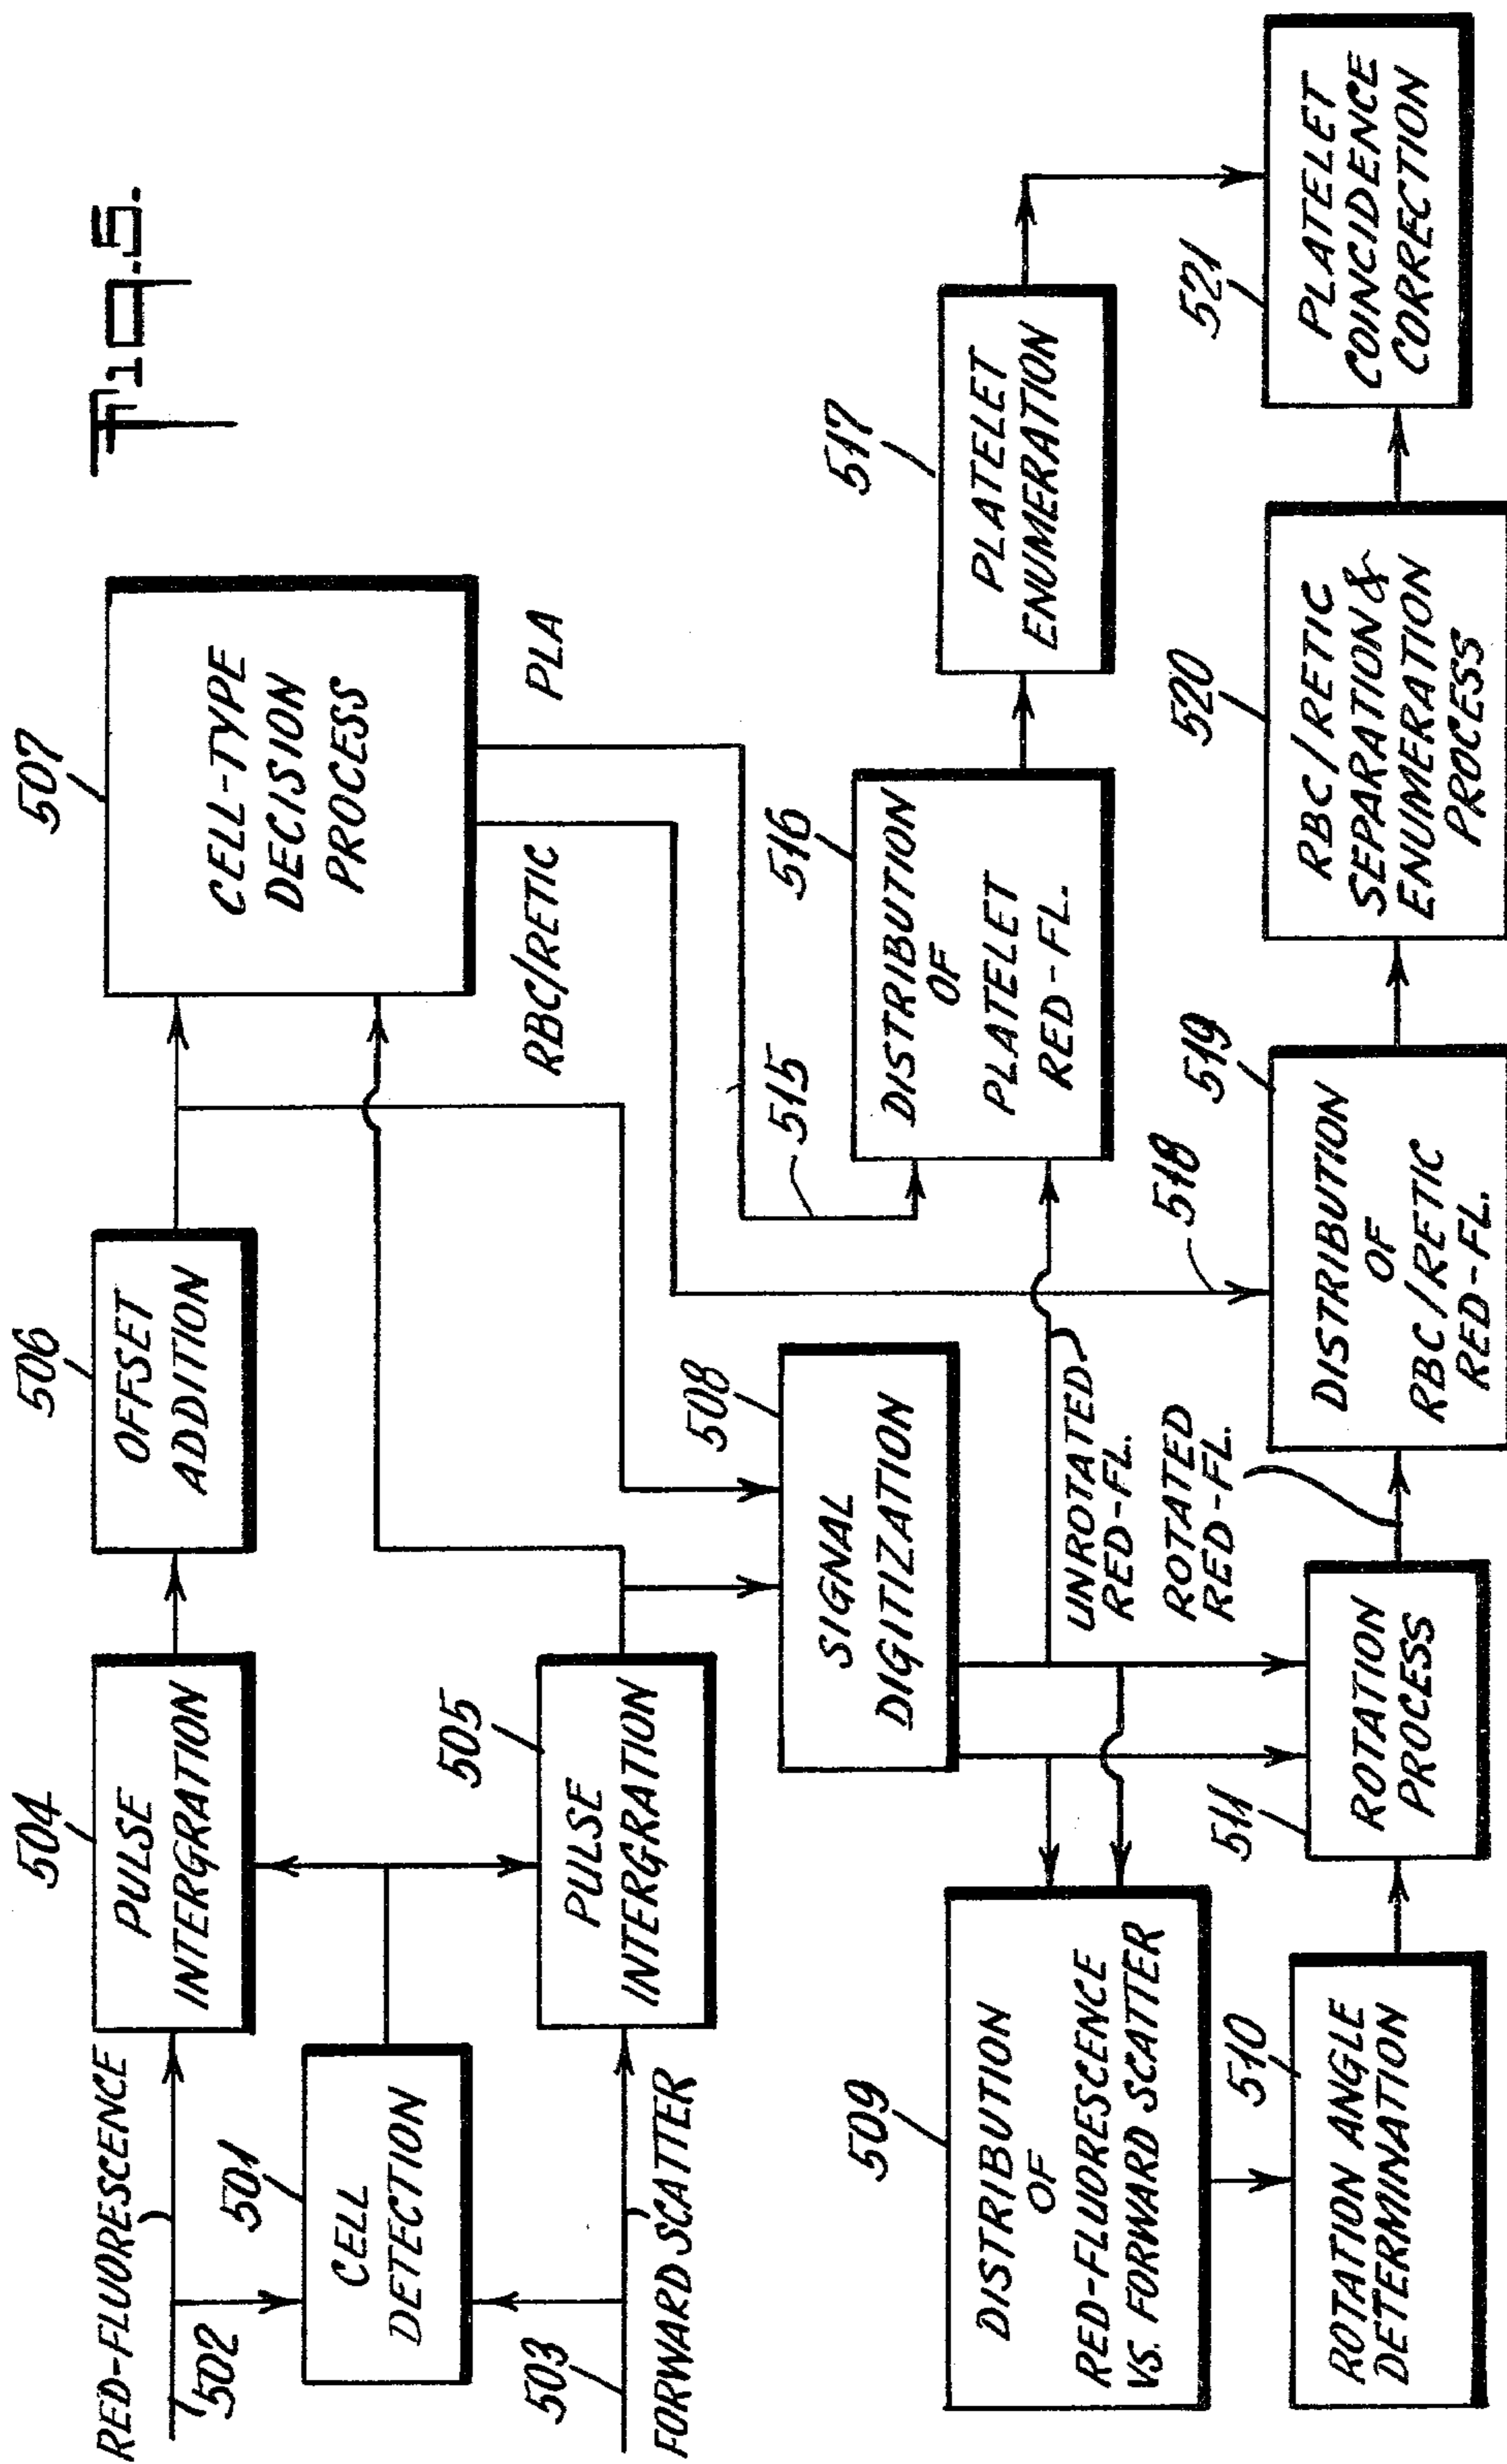 Fig. 5.
RED-FLUORESCENCE
502
501
CELL
DETECTION
503
FORWARD SCATTER
504
PULSE
INTERGRATION
505
PULSE
INTERGRATION
506
OFFSET
ADDITION
507
CELL-TYPE
DECISION
PROCESS
RBC/RETIC
PLA
508
SIGNAL
DIGITIZATION
515
516
DISTRIBUTION
OF
PLATELET
RED-FL.
517
PLATELET
ENUMERATION
UNROTATED
RED-FL.
ROTATED
RED-FL.
518
509
DISTRIBUTION
OF
RED-FLUORESCENCE
VS. FORWARD SCATTER
510
ROTATION ANGLE
DETERMINATION
511
ROTATION
PROCESS
519
DISTRIBUTION
OF
RBC/RETIC
RED-FL.
520
RBC/RETIC
SEPARATION &
ENUMERATION
PROCESS
521
PLATELET
COINCIDENCE
CORRECTION